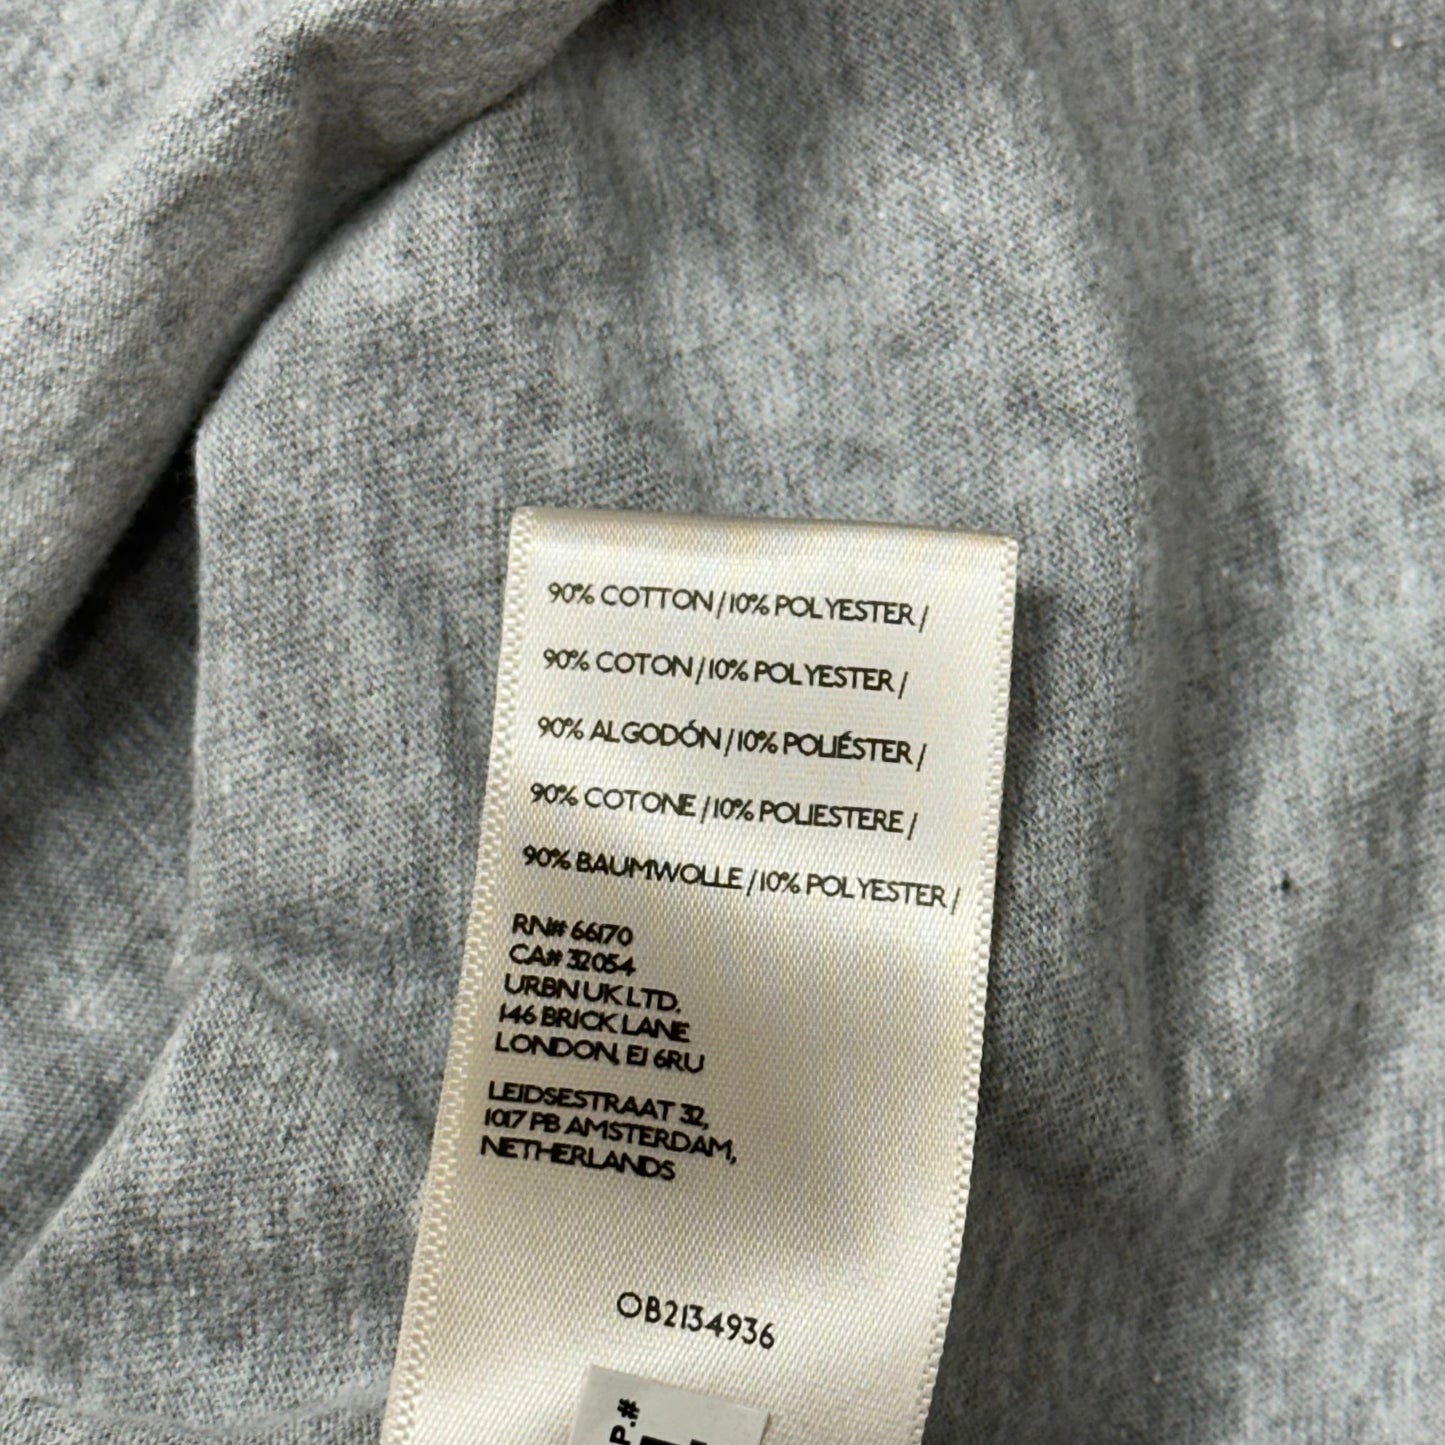 90% COTTON/10% POLYESTER/
90% COTON/10% POLYESTER/
90% ALGODÓN/10% POLIÉSTER/
90% COTONE/10% POLIESTERE/
90% BAUMWOLLE/10% POLYESTER/
RN# 66170
CA# 32054
URBN UK LTD.
146 BRICK LANE
LONDON, E1 6RU
LEIDSESTRAAT 32,
1017 PB AMSTERDAM,
NETHERLANDS
OB2134936
P.#